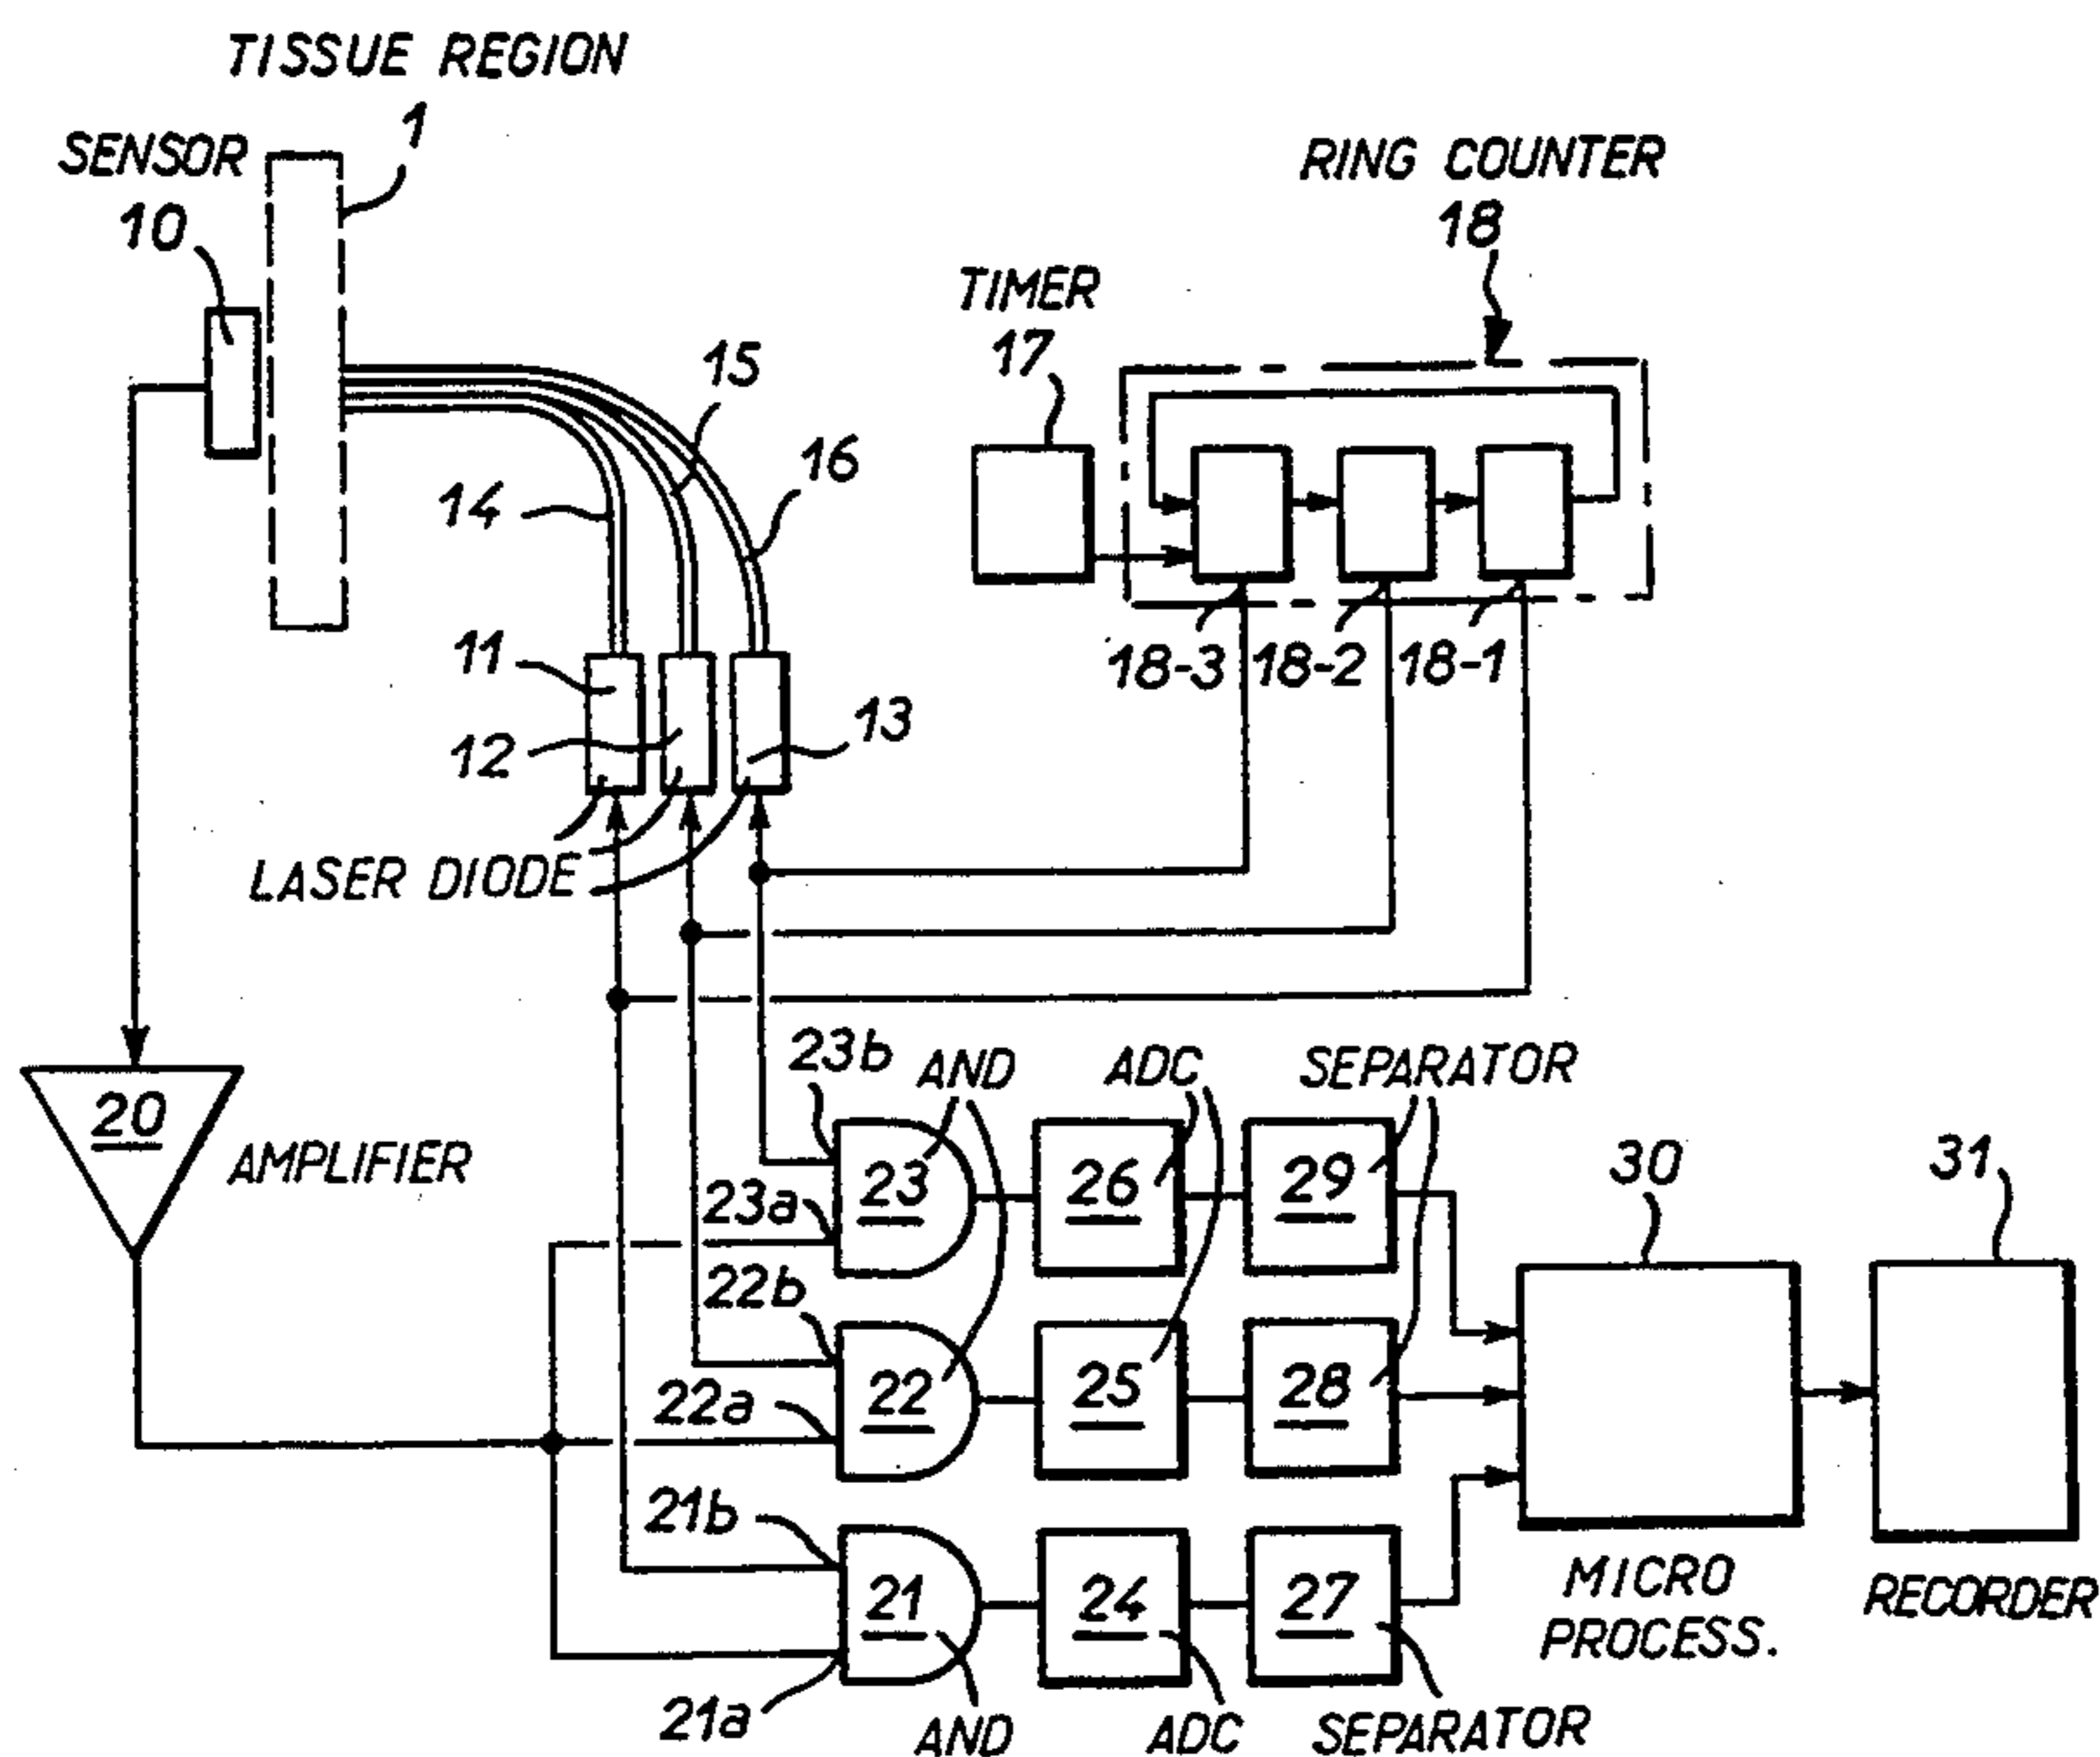 TISSUE REGION
1
SENSOR
10
RING COUNTER
18
TIMER
17
15
16
14
18-3 18-2 18-1
11
12
13
LASER DIODE
23b
AND
ADC
SEPARATOR
20
AMPLIFIER
23
26
29
30
31
23a
22b
22
25
28
22a
21b
21
24
27
MICRO
PROCESS.
RECORDER
21a
AND
ADC
SEPARATOR